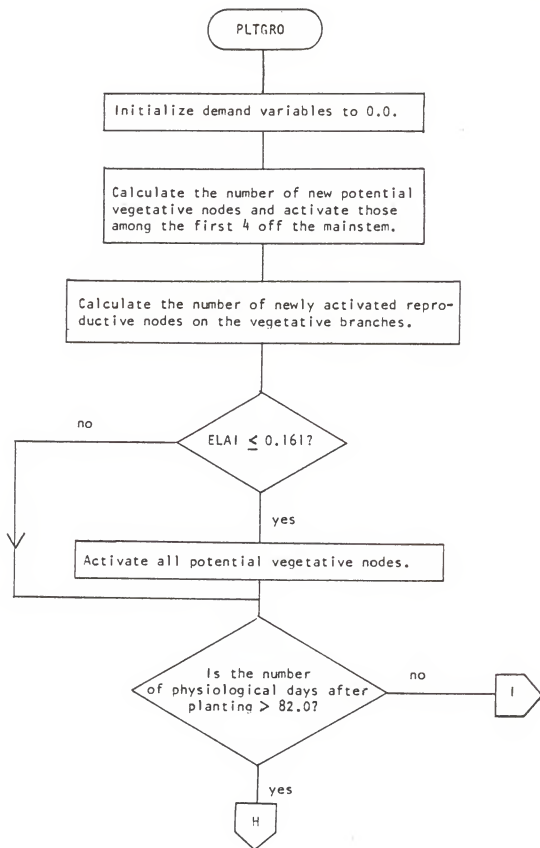 PLTGRO
Initialize demand variables to 0.0.
Calculate the number of new potential
vegetative nodes and activate those
among the first 4 off the mainstem.
Calculate the number of newly activated repro-
ductive nodes on the vegetative branches.
no
ELAI ≤ 0.161?
yes
Activate all potential vegetative nodes.
Is the number
of physiological days after
planting > 82.0?
no
I
yes
H